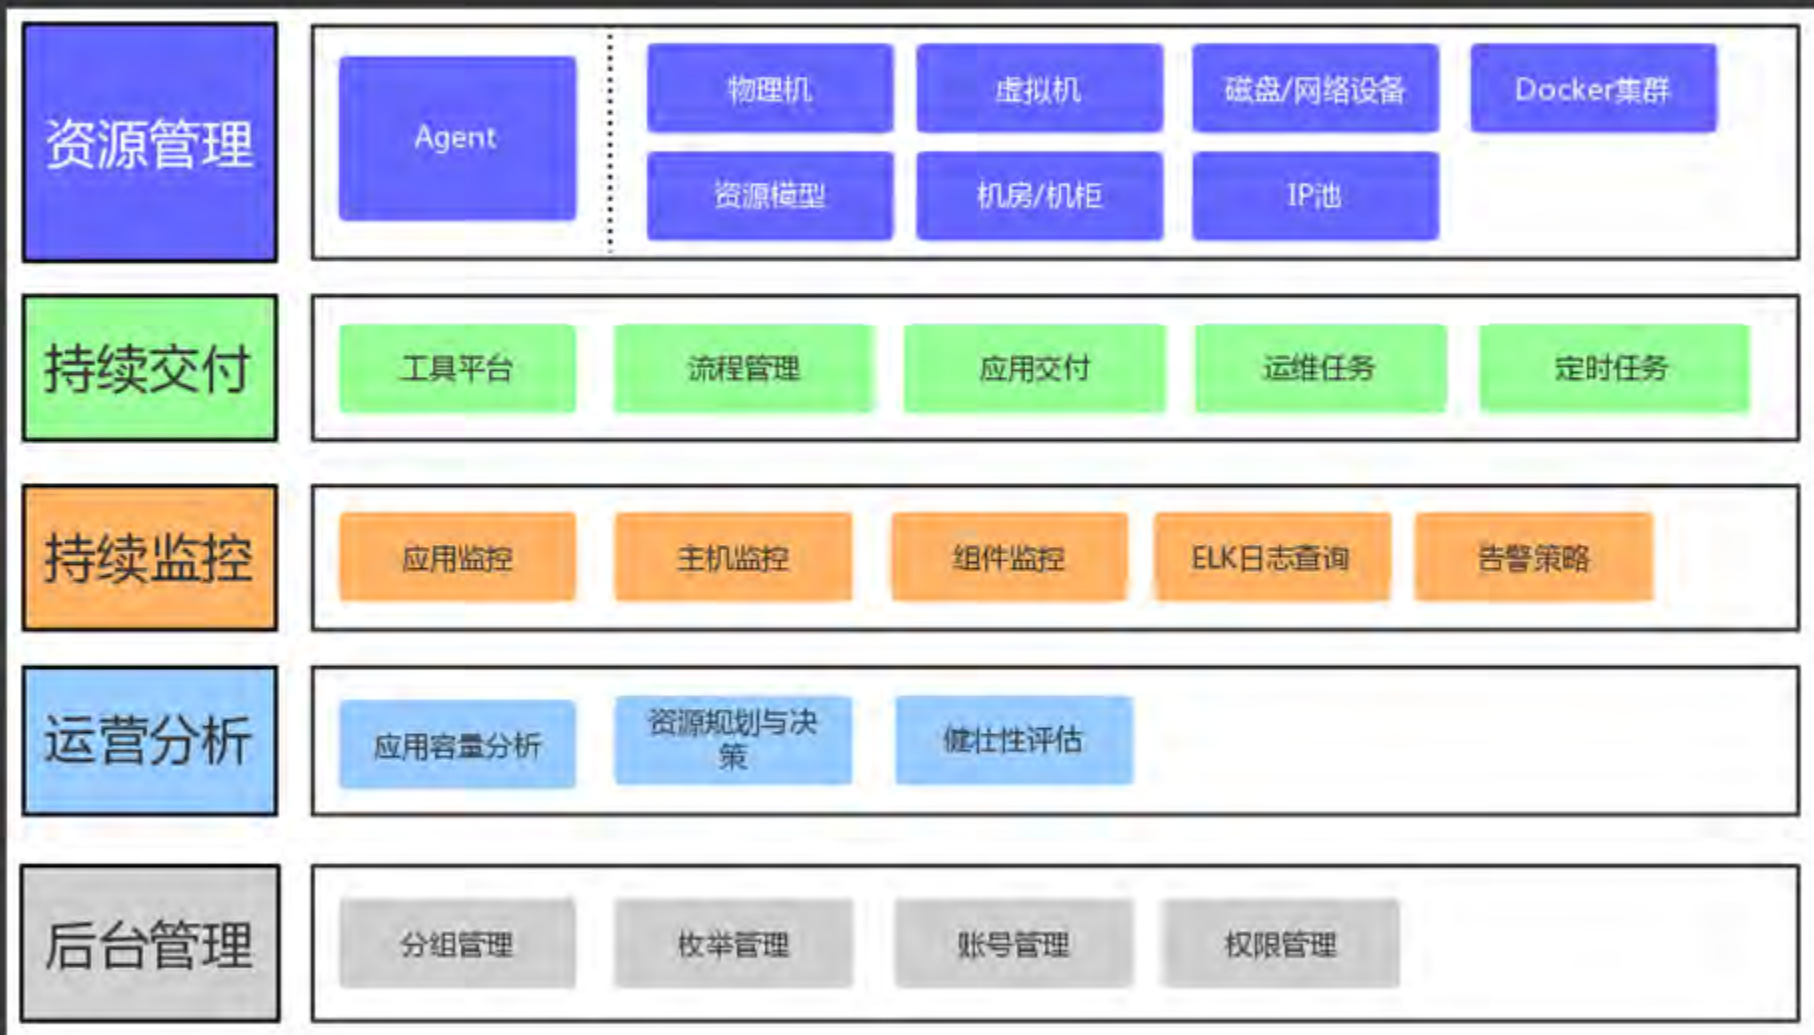 资源管理
Agent
物理机
虚拟机
磁盘/网络设备
Docker集群
资源模型
机房/机柜
IP池
持续交付
工具平台
流程管理
应用交付
运维任务
定时任务
持续监控
应用监控
主机监控
组件监控
ELK日志查询
告警策略
运营分析
应用容量分析
资源规划与决
策
健壮性评估
后台管理
分组管理
枚举管理
账号管理
权限管理